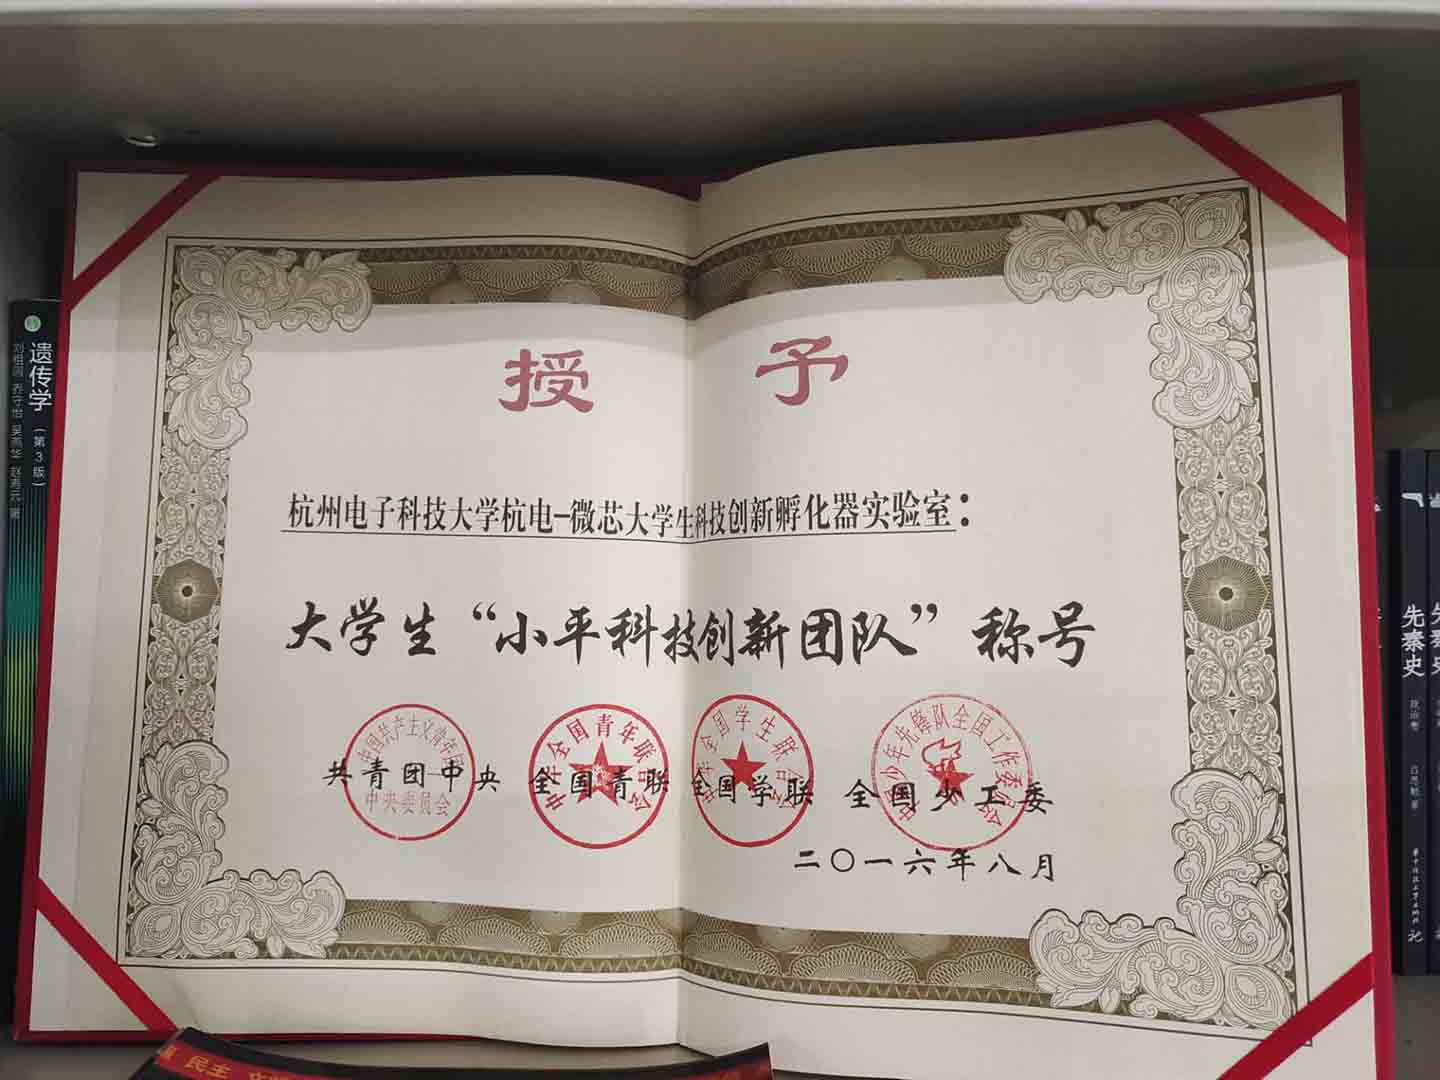 授 予
杭州电子科技大学杭电-微芯大学生科技创新孵化器实验室：
大学生“小平科技创新团队”称号
共青团中央 全国青联 全国学联 全国少工委
二〇一六年八月
中国共产主义青年团
中央委员会
中华全国青年联合会
中华全国学生联合会
中国少年先锋队全国工作委员会
遗传学（第3版）
刘祖洞 乔守怡 吴燕华 赵寿元 著
先秦史
民主